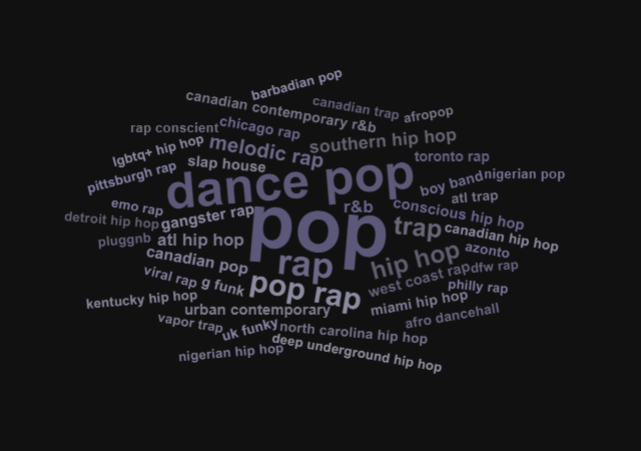 barbadian pop
canadian contemporary r&b
canadian trap
afropop
rap conscient
chicago rap
southern hip hop
lgbtq+ hip hop
melodic rap
toronto rap
pittsburgh rap
slap house
dance pop
boy band
nigerian pop
emo rap
r&b
atl trap
detroit hip hop
gangster rap
pop
conscious hip hop
pluggnb
atl hip hop
trap
canadian hip hop
canadian pop
rap
hip hop
azonto
viral rap
g funk
pop rap
west coast rap
dfw rap
kentucky hip hop
urban contemporary
miami hip hop
philly rap
vapor trap
uk funky
north carolina hip hop
afro dancehall
nigerian hip hop
deep underground hip hop